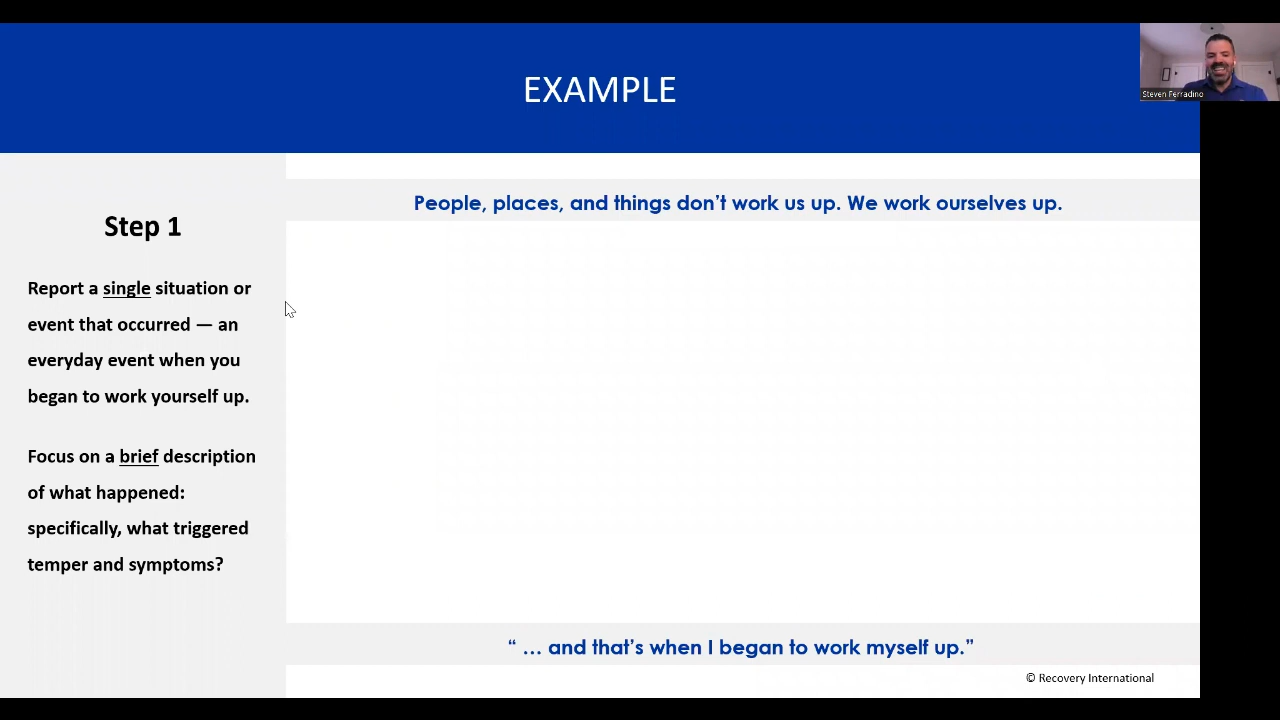 EXAMPLE
Steven Ferradino
People, places, and things don't work us up. We work ourselves up.
Step 1
Report a single situation or
event that occurred — an
everyday event when you
began to work yourself up.
Focus on a brief description
of what happened:
specifically, what triggered
temper and symptoms?
“ … and that's when I began to work myself up.”
© Recovery International